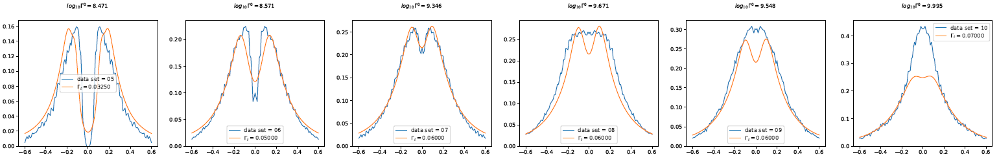 log₁₀Γ⁰ = 8.471
0.16
0.14
0.12
0.10
0.08
0.06
0.04
0.02
0.00
−0.6 −0.4 −0.2 0.0 0.2 0.4 0.6
data set = 05
Γₜ = 0.03250
log₁₀Γ⁰ = 8.571
0.20
0.15
0.10
0.05
0.00
−0.6 −0.4 −0.2 0.0 0.2 0.4 0.6
data set = 06
Γₜ = 0.05000
log₁₀Γ⁰ = 9.346
0.25
0.20
0.15
0.10
0.05
0.00
−0.6 −0.4 −0.2 0.0 0.2 0.4 0.6
data set = 07
Γₜ = 0.06000
log₁₀Γ⁰ = 9.671
0.25
0.20
0.15
0.10
0.05
0.00
−0.6 −0.4 −0.2 0.0 0.2 0.4 0.6
data set = 08
Γₜ = 0.06000
log₁₀Γ⁰ = 9.548
0.30
0.25
0.20
0.15
0.10
0.05
0.00
−0.6 −0.4 −0.2 0.0 0.2 0.4 0.6
data set = 09
Γₜ = 0.06000
log₁₀Γ⁰ = 9.995
0.4
0.3
0.2
0.1
0.0
−0.6 −0.4 −0.2 0.0 0.2 0.4 0.6
data set = 10
Γₜ = 0.07000